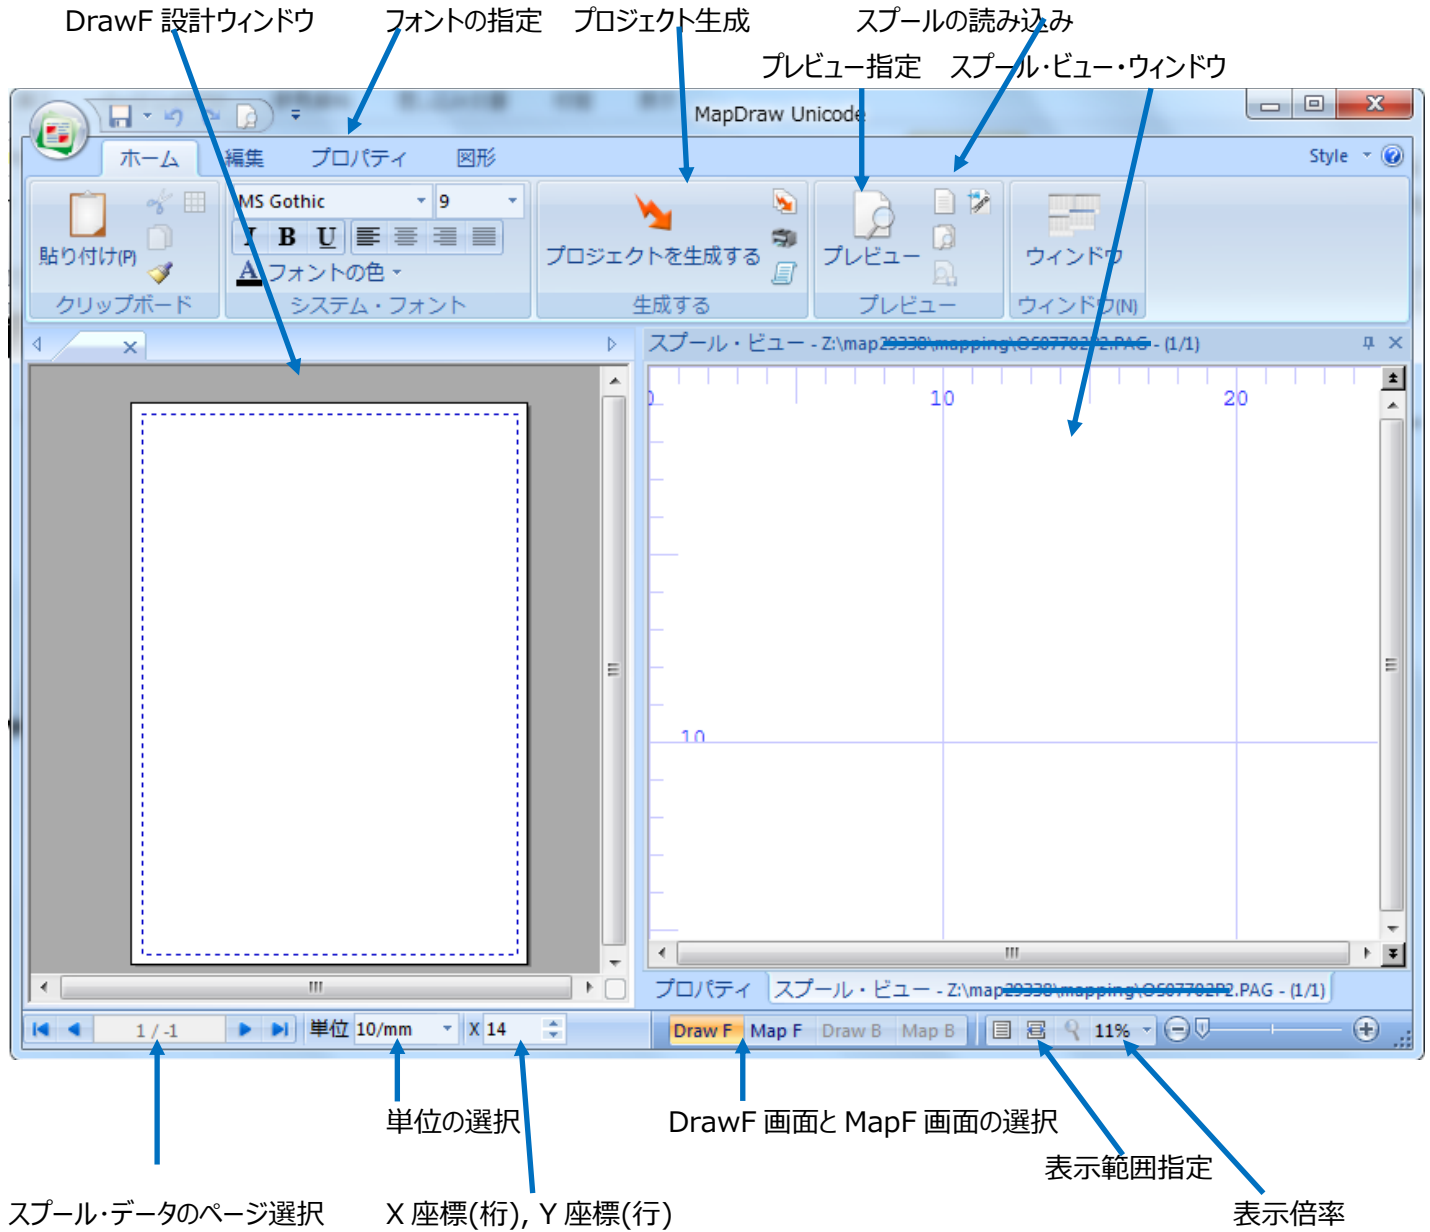 DrawF 設計ウィンドウ　フォントの指定　プロジェクト生成　スプールの読み込み
プレビュー指定　スプール・ビュー・ウィンドウ
MapDraw Unicode
ホーム　編集　プロパティ　図形　Style
MS Gothic　9
I B U
貼り付け(P)　A フォントの色　プロジェクトを生成する　プレビュー　ウィンドウ
クリップボード　システム・フォント　生成する　プレビュー　ウィンドウ(N)
スプール・ビュー - Z:\map29338\mapping\OS07702P2.PAG - (1/1)
0　10　20
10
プロパティ　スプール・ビュー - Z:\map29338\mapping\OS07702P2.PAG - (1/1)
1 / -1　単位 10/mm　X 14　Draw F　Map F　Draw B　Map B　11%
単位の選択　DrawF 画面と MapF 画面の選択
表示範囲指定
スプール・データのページ選択　X 座標(桁), Y 座標(行)　表示倍率